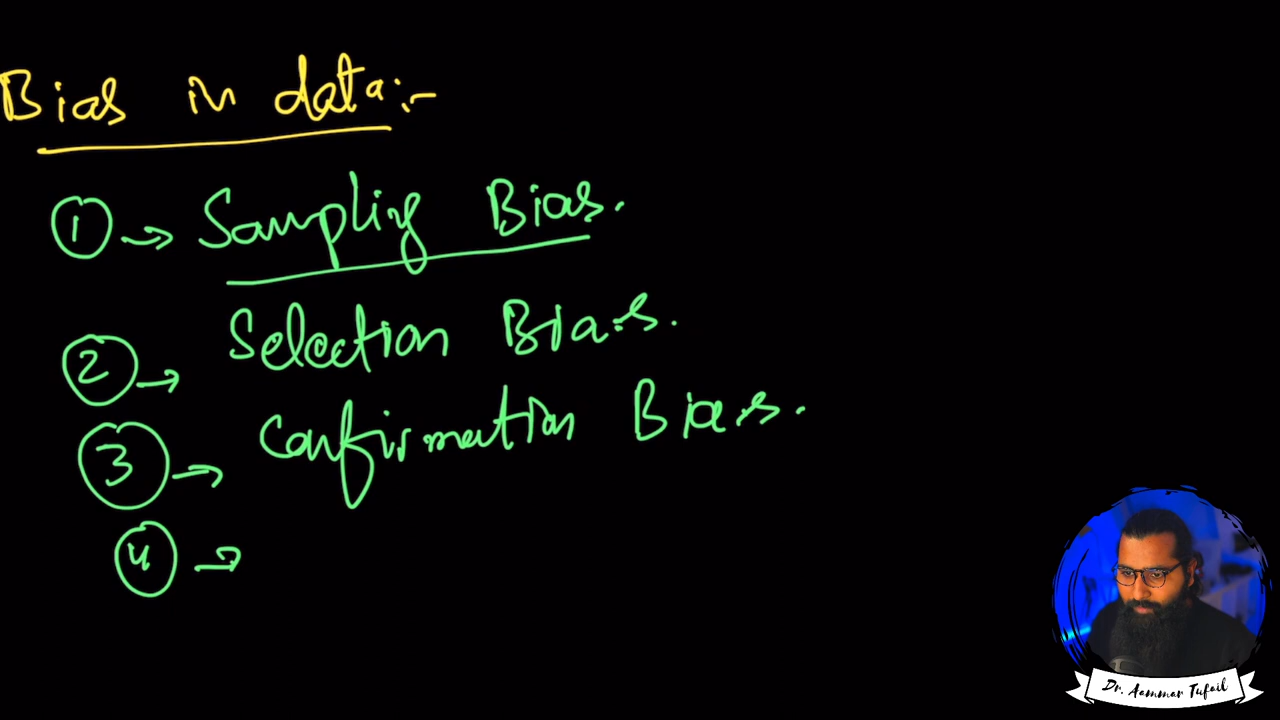 Bias in data:-
① → Sampling Bias.
② → Selection Bias.
③ → Confirmation Bias.
④ →
Dr. Aammar Tufail